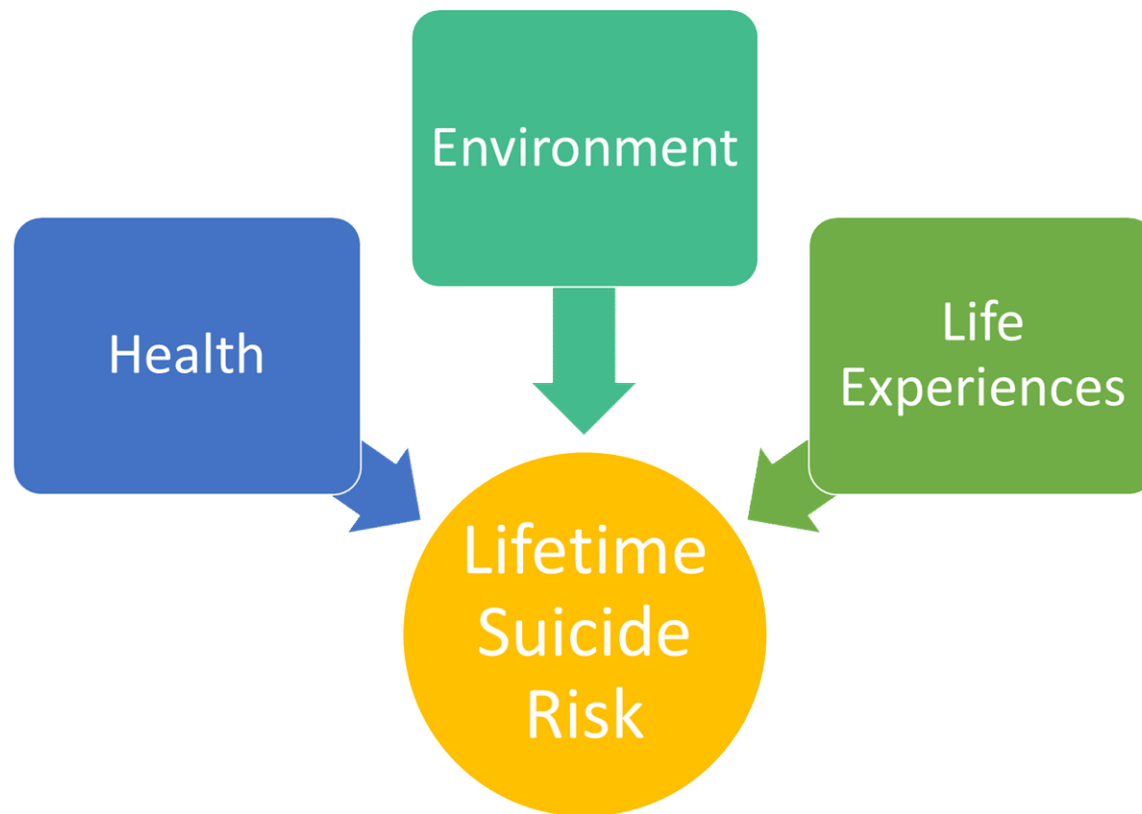 Environment
Health
Life
Experiences
Lifetime
Suicide
Risk